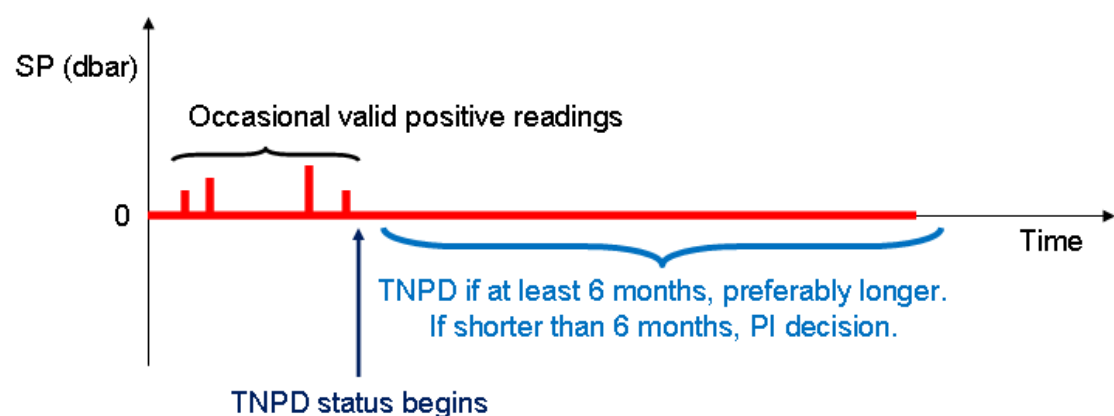 SP (dbar)
Occasional valid positive readings
0
Time
TNPD if at least 6 months, preferably longer.
If shorter than 6 months, PI decision.
TNPD status begins